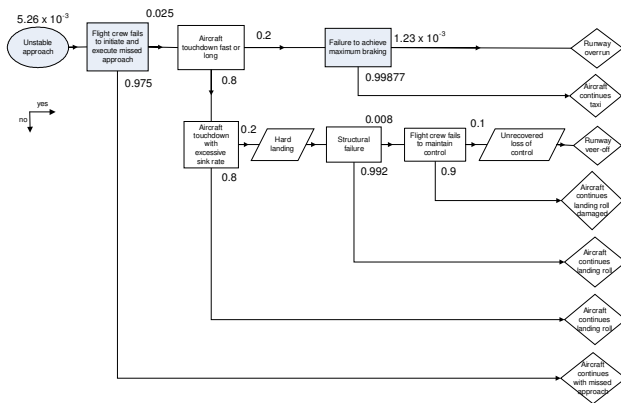 5.26 x 10⁻³
Unstable
approach
Flight crew fails
to initiate and
execute missed
approach
0.025
Aircraft
touchdown fast or
long
0.2
Failure to achieve
maximum braking
1.23 x 10⁻³
Runway
overrun
0.975
0.8
0.99877
Aircraft
continues
taxi
yes
no
Aircraft
touchdown
with excessive
sink rate
0.2
Hard
landing
Structural
failure
0.008
Flight crew fails
to maintain
control
0.1
Unrecovered
loss of
control
Runway
veer-off
0.8
0.992
0.9
Aircraft
continues
landing roll
damaged
Aircraft
continues
landing roll
Aircraft
continues
landing roll
Aircraft
continues
with missed
approach